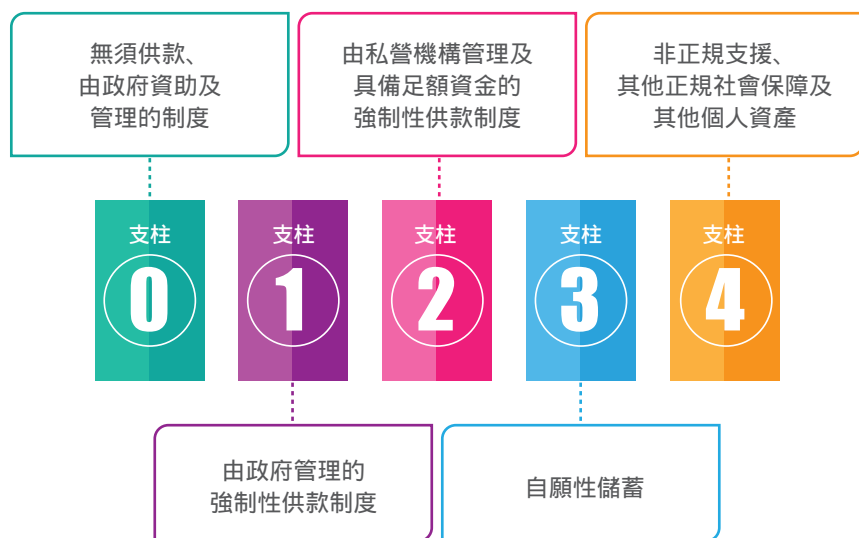 無須供款、
由政府資助及
管理的制度
由私營機構管理及
具備足額資金的
強制性供款制度
非正規支援、
其他正規社會保障及
其他個人資產
支柱
0
支柱
1
支柱
2
支柱
3
支柱
4
由政府管理的
強制性供款制度
自願性儲蓄